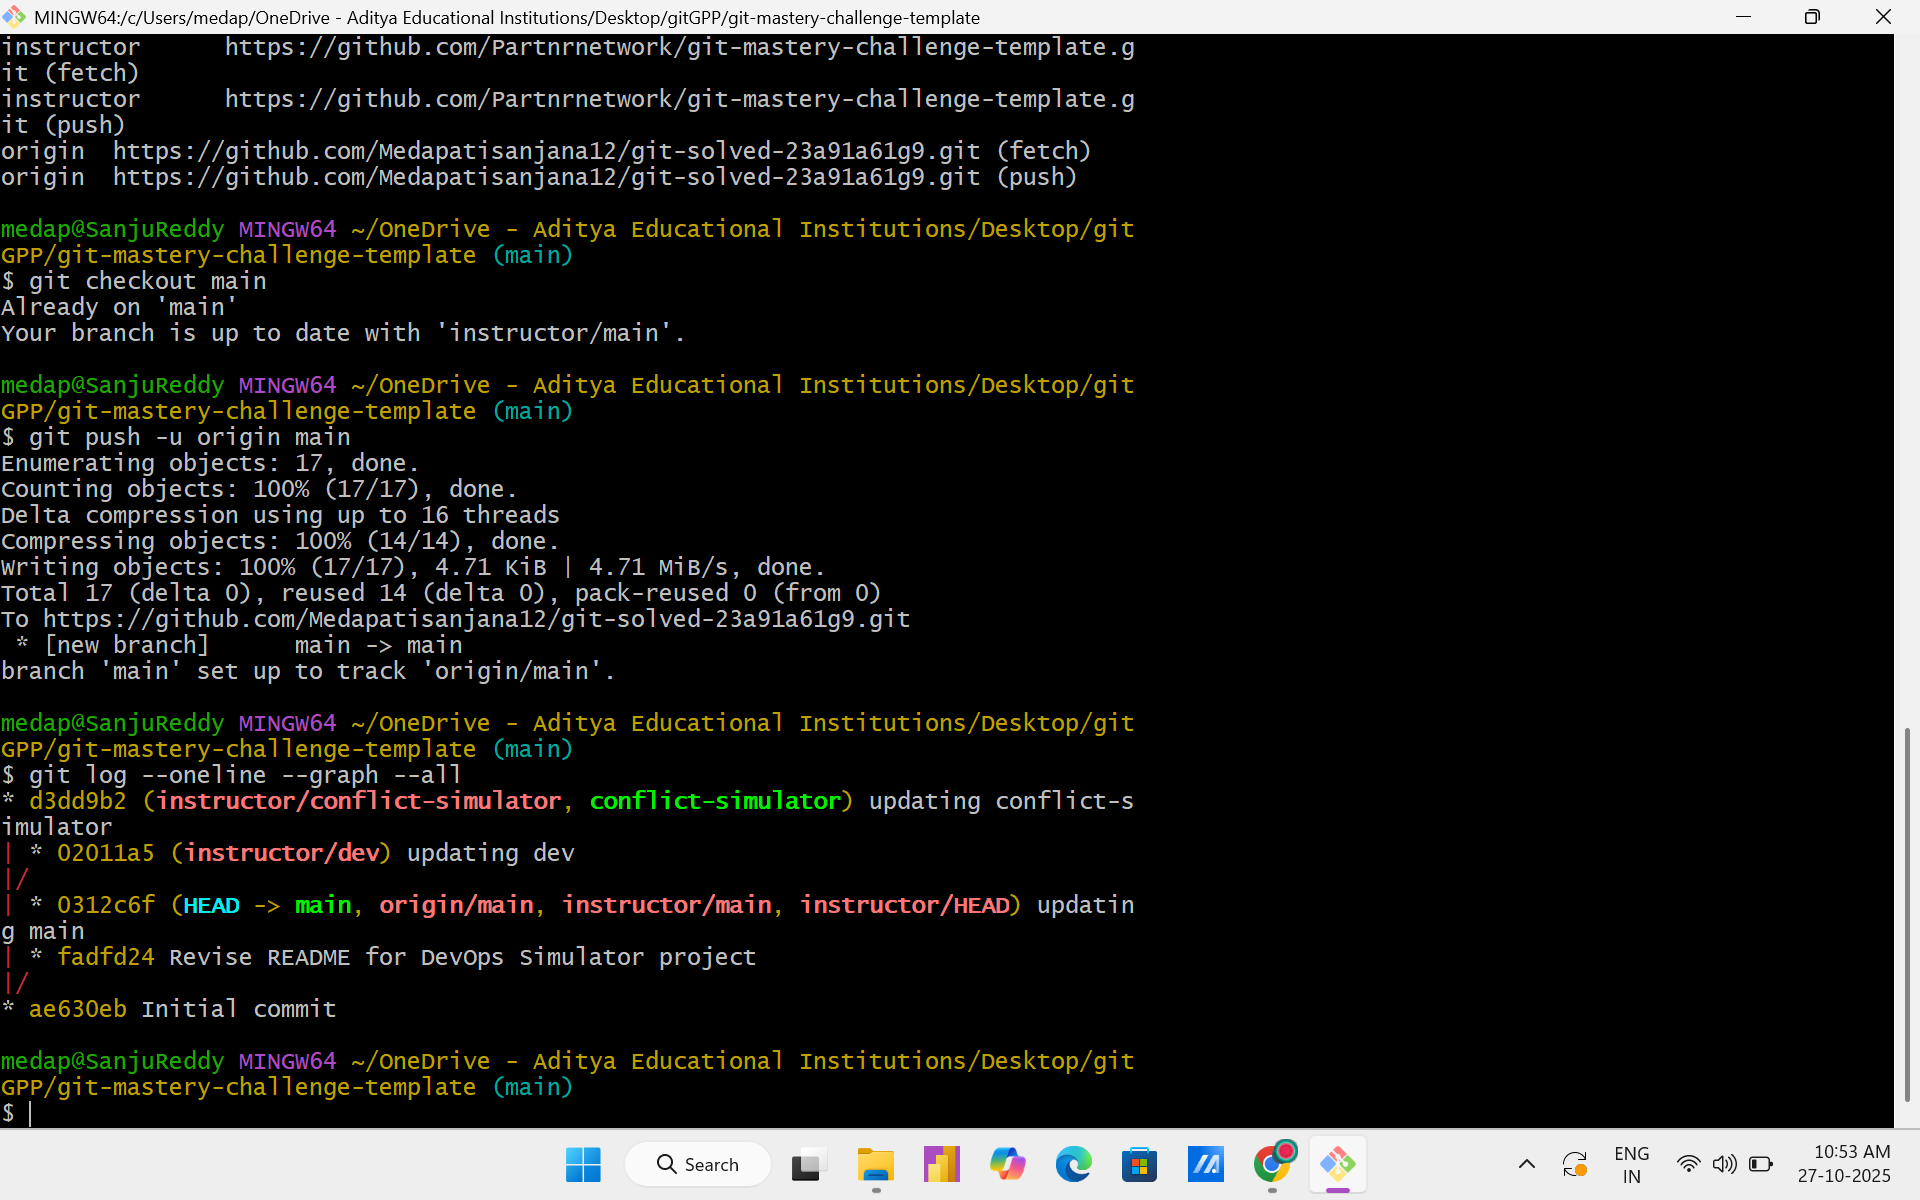 MINGW64:/c/Users/medap/OneDrive - Aditya Educational Institutions/Desktop/gitGPP/git-mastery-challenge-template
instructor      https://github.com/Partnrnetwork/git-mastery-challenge-template.g
it (fetch)
instructor      https://github.com/Partnrnetwork/git-mastery-challenge-template.g
it (push)
origin  https://github.com/Medapatisanjana12/git-solved-23a91a61g9.git (fetch)
origin  https://github.com/Medapatisanjana12/git-solved-23a91a61g9.git (push)
medap@SanjuReddy MINGW64 ~/OneDrive - Aditya Educational Institutions/Desktop/git
GPP/git-mastery-challenge-template (main)
$ git checkout main
Already on 'main'
Your branch is up to date with 'instructor/main'.
medap@SanjuReddy MINGW64 ~/OneDrive - Aditya Educational Institutions/Desktop/git
GPP/git-mastery-challenge-template (main)
$ git push -u origin main
Enumerating objects: 17, done.
Counting objects: 100% (17/17), done.
Delta compression using up to 16 threads
Compressing objects: 100% (14/14), done.
Writing objects: 100% (17/17), 4.71 KiB | 4.71 MiB/s, done.
Total 17 (delta 0), reused 14 (delta 0), pack-reused 0 (from 0)
To https://github.com/Medapatisanjana12/git-solved-23a91a61g9.git
 * [new branch]      main -> main
branch 'main' set up to track 'origin/main'.
medap@SanjuReddy MINGW64 ~/OneDrive - Aditya Educational Institutions/Desktop/git
GPP/git-mastery-challenge-template (main)
$ git log --oneline --graph --all
* d3dd9b2 (instructor/conflict-simulator, conflict-simulator) updating conflict-s
imulator
| * 02011a5 (instructor/dev) updating dev
|/
| * 0312c6f (HEAD -> main, origin/main, instructor/main, instructor/HEAD) updatin
g main
| * fadfd24 Revise README for DevOps Simulator project
|/
* ae630eb Initial commit
medap@SanjuReddy MINGW64 ~/OneDrive - Aditya Educational Institutions/Desktop/git
GPP/git-mastery-challenge-template (main)
$
Search
ENG
IN
10:53 AM
27-10-2025